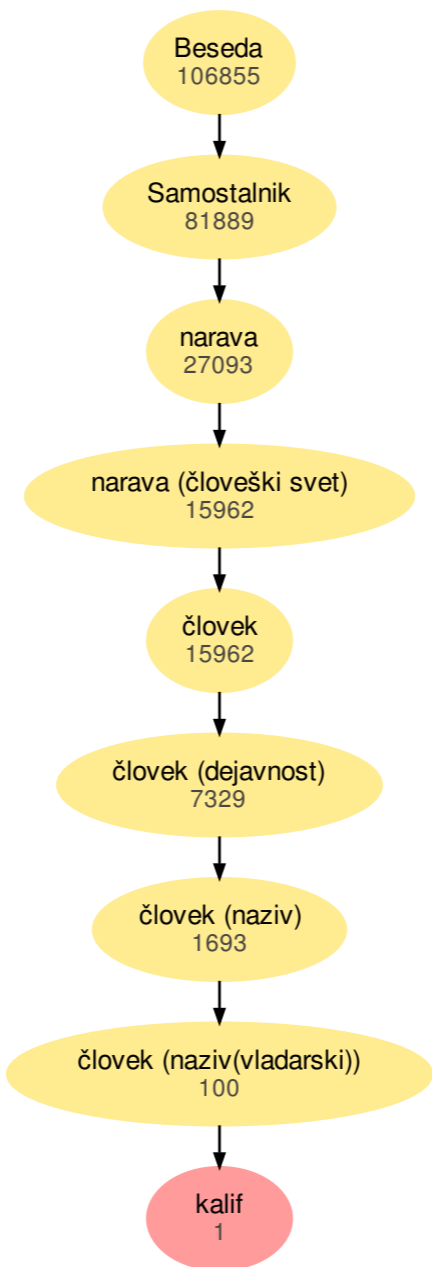 Beseda
106855
Samostalnik
81889
narava
27093
narava (človeški svet)
15962
človek
15962
človek (dejavnost)
7329
človek (naziv)
1693
človek (naziv(vladarski))
100
kalif
1